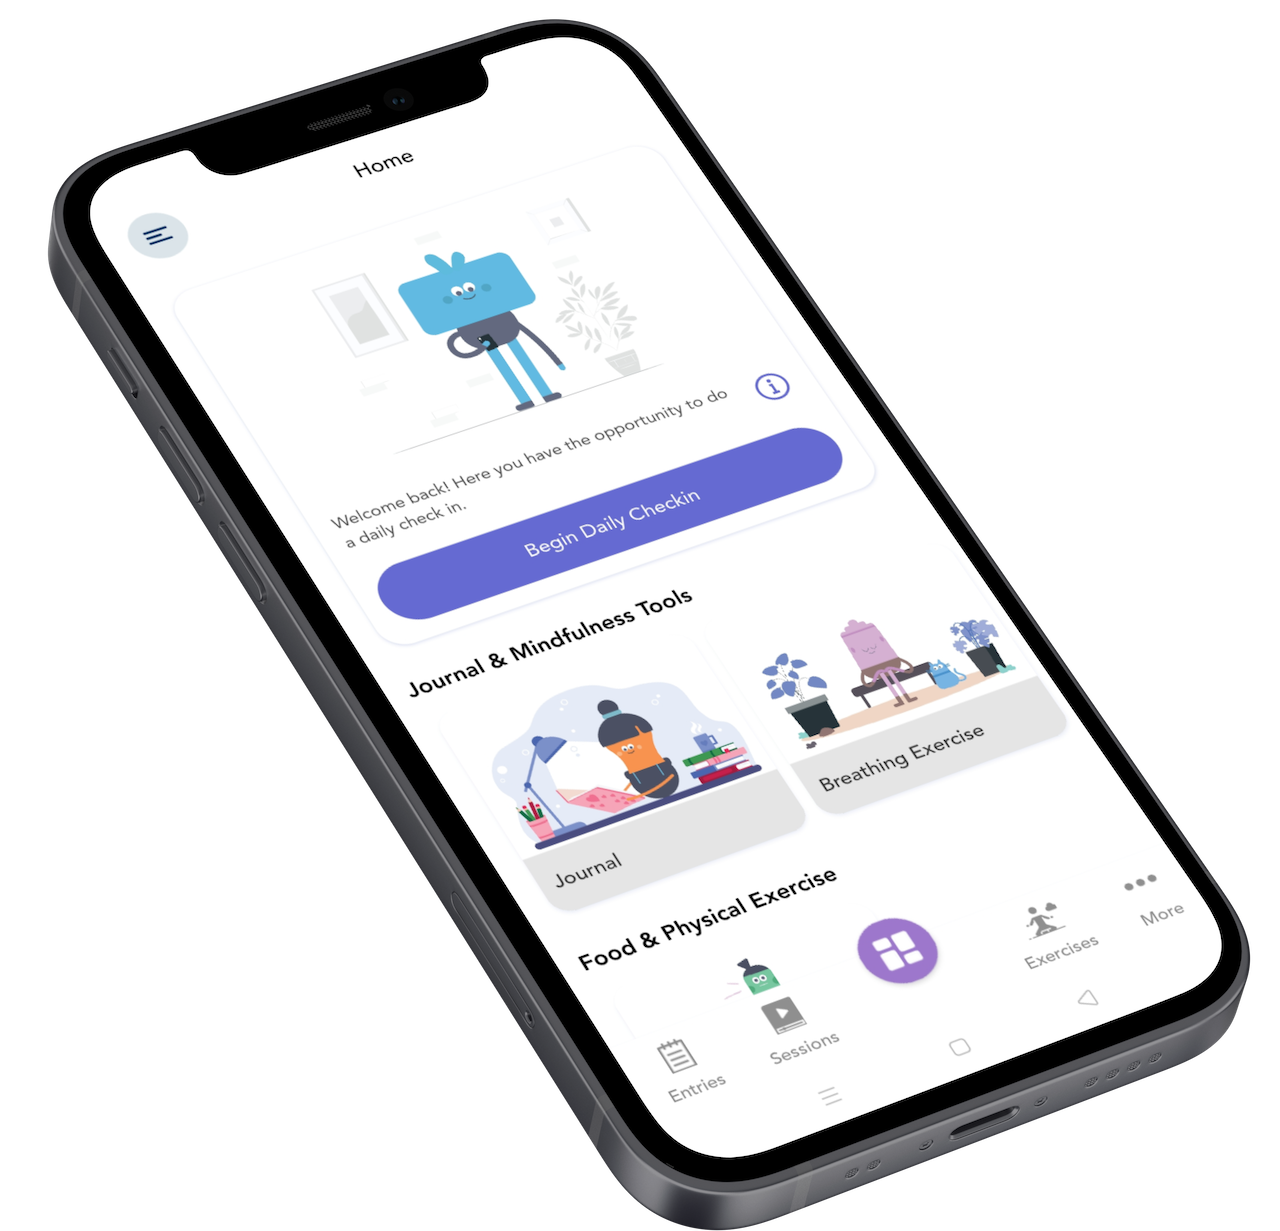 Home
Welcome back! Here you have the opportunity to do
a daily check in.
Begin Daily Checkin
Journal & Mindfulness Tools
Journal
Breathing Exercise
Food & Physical Exercise
Entries
Sessions
Exercises
More